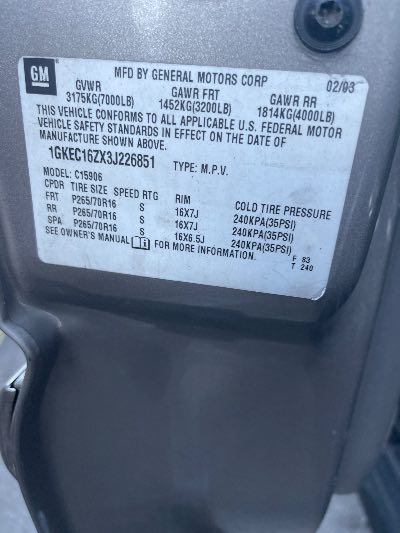 GM
MFD BY GENERAL MOTORS CORP 02/03
GVWR GAWR FRT GAWR RR
3175KG(7000LB) 1452KG(3200LB) 1814KG(4000LB)
THIS VEHICLE CONFORMS TO ALL APPLICABLE U.S. FEDERAL MOTOR
VEHICLE SAFETY STANDARDS IN EFFECT ON THE DATE OF
MANUFACTURE SHOWN ABOVE.
1GKEC16ZX3J226851 TYPE: M.P.V.
MODEL: C15906
CPDR TIRE SIZE SPEED RTG RIM COLD TIRE PRESSURE
FRT P265/70R16 S 16X7J 240KPA(35PSI)
RR P265/70R16 S 16X7J 240KPA(35PSI)
SPA P265/70R16 S 16X6.5J 240KPA(35PSI)
SEE OWNER'S MANUAL FOR MORE INFORMATION.
F 83
T 240